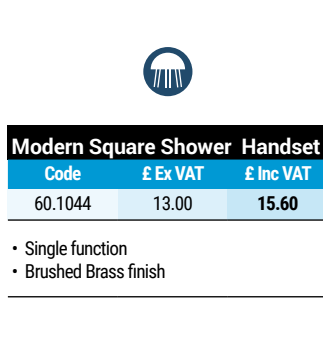 Modern Square Shower Handset
Code £ Ex VAT £ Inc VAT
60.1044 13.00 15.60
• Single function
• Brushed Brass finish